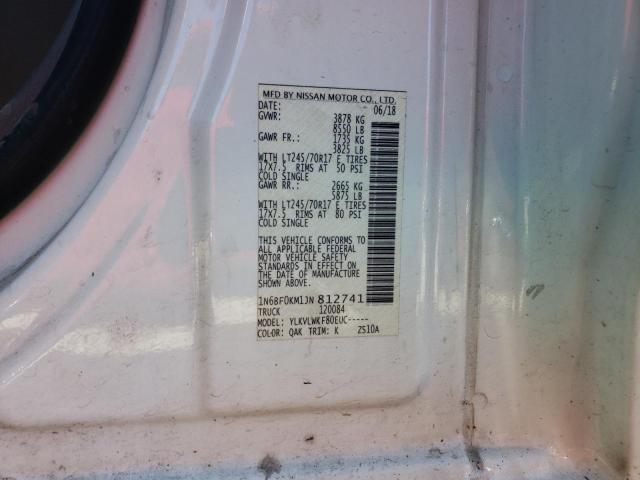 MFD BY NISSAN MOTOR CO., LTD.
DATE: 06/18
GVWR: 3878 KG
8550 LB
GAWR FR.: 1735 KG
3825 LB
WITH LT245/70R17 E TIRES
17X7.5 RIMS AT 50 PSI
COLD SINGLE
GAWR RR.: 2665 KG
5875 LB
WITH LT245/70R17 E TIRES
17X7.5 RIMS AT 80 PSI
COLD SINGLE
THIS VEHICLE CONFORMS TO
ALL APPLICABLE FEDERAL
MOTOR VEHICLE SAFETY
STANDARDS IN EFFECT ON THE
DATE OF MANUFACTURE
SHOWN ABOVE.
1N6BF0KM1JN812741
TRUCK 120084
MODEL: YLKVLWKF80EUC-----
COLOR: QAK TRIM: K ZS10A